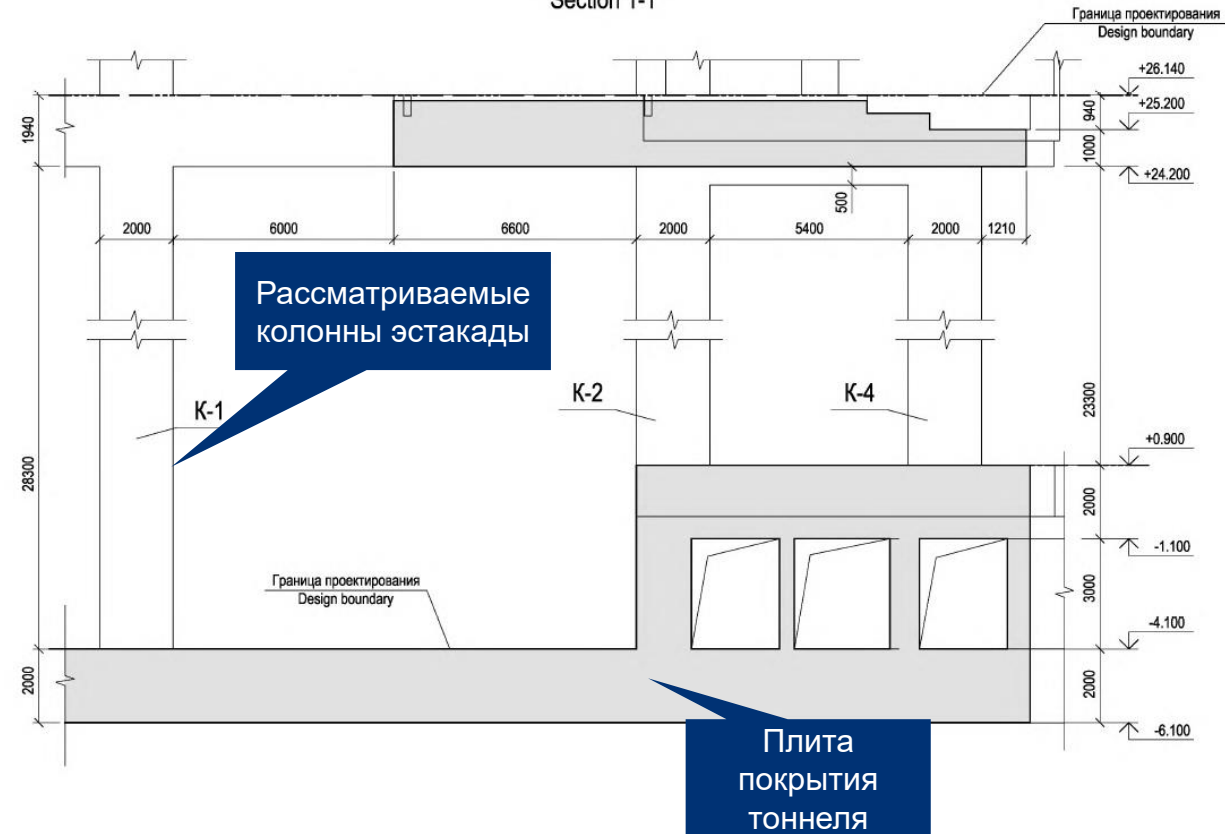 Section 1-1
Граница проектирования
Design boundary
+26.140
+25.200
+24.200
1940
940
1000
500
2000 6000 6600 2000 5400 2000 1210
Рассматриваемые
колонны эстакады
К-1
К-2
К-4
28300
23300
+0.900
2000
-1.100
3000
Граница проектирования
Design boundary
-4.100
2000
2000
-6.100
Плита
покрытия
тоннеля